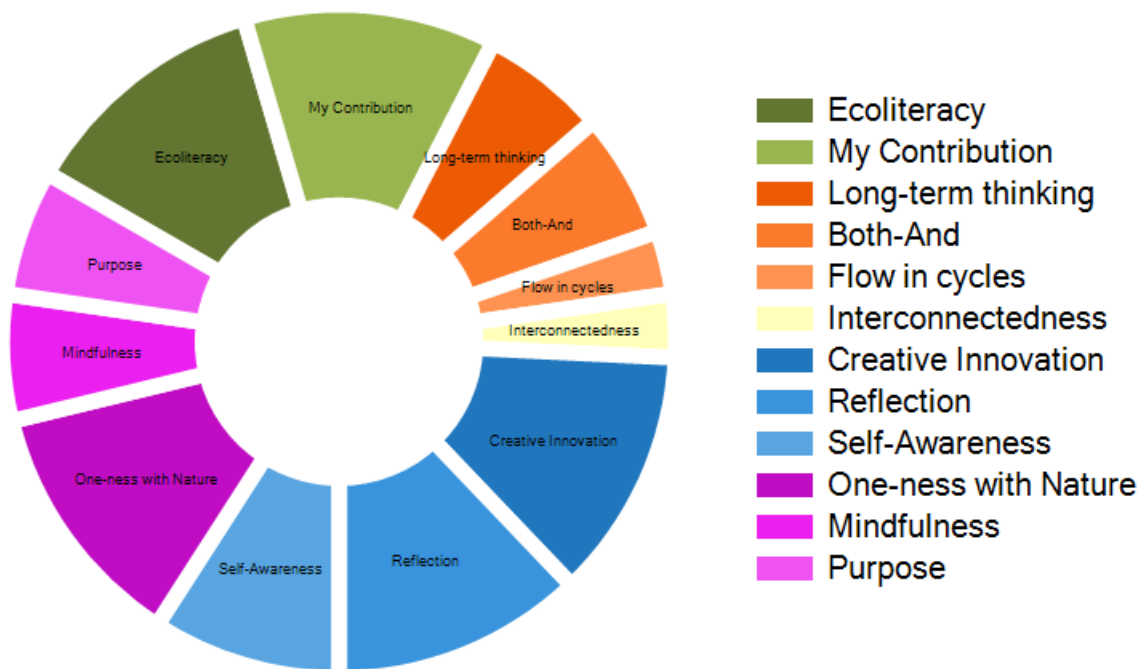 My Contribution
Ecoliteracy
Long-term thinking
Both-And
Purpose
Flow in cycles
Interconnectedness
Mindfulness
Creative Innovation
One-ness with Nature
Reflection
Self-Awareness
Ecoliteracy
My Contribution
Long-term thinking
Both-And
Flow in cycles
Interconnectedness
Creative Innovation
Reflection
Self-Awareness
One-ness with Nature
Mindfulness
Purpose